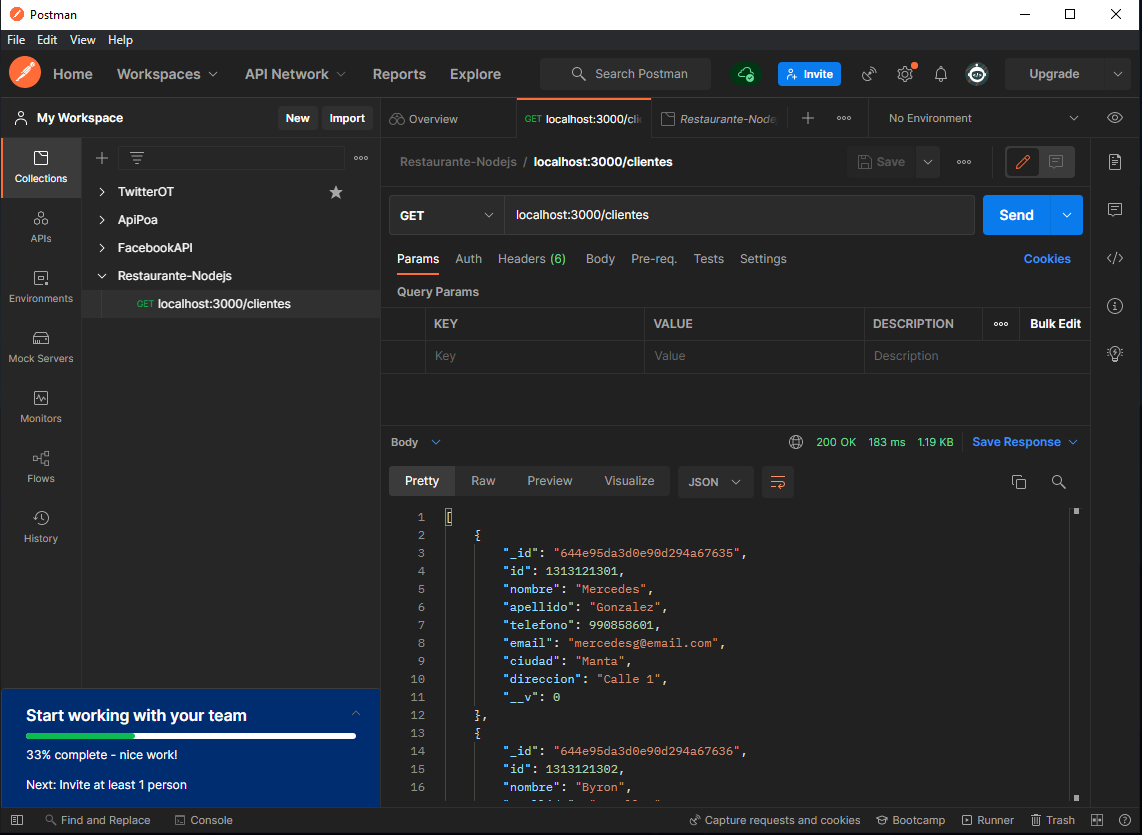 Postman
File Edit View Help
Home Workspaces API Network Reports Explore Search Postman Invite Upgrade
My Workspace New Import
Overview GET localhost:3000/cli Restaurante-Node No Environment
Collections
APIs
Environments
Mock Servers
Monitors
Flows
History
TwitterOT
ApiPoa
FacebookAPI
Restaurante-Nodejs
GET localhost:3000/clientes
Restaurante-Nodejs / localhost:3000/clientes Save
GET localhost:3000/clientes Send
Params Auth Headers (6) Body Pre-req. Tests Settings Cookies
Query Params
KEY VALUE DESCRIPTION Bulk Edit
Key Value Description
Body 200 OK 183 ms 1.19 KB Save Response
Pretty Raw Preview Visualize JSON
1 [
2 {
3 "_id": "644e95da3d0e90d294a67635",
4 "id": 1313121301,
5 "nombre": "Mercedes",
6 "apellido": "Gonzalez",
7 "telefono": 990858601,
8 "email": "mercedesg@email.com",
9 "ciudad": "Manta",
10 "direccion": "Calle 1",
11 "__v": 0
12 },
13 {
14 "_id": "644e95da3d0e90d294a67636",
15 "id": 1313121302,
16 "nombre": "Byron",
Start working with your team
33% complete - nice work!
Next: Invite at least 1 person
Find and Replace Console Capture requests and cookies Bootcamp Runner Trash